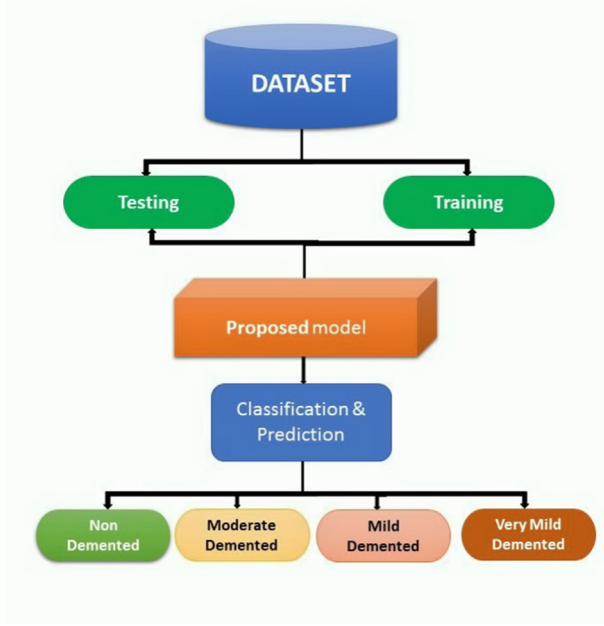 DATASET
Testing
Training
Proposed model
Classification &
Prediction
Non
Demented
Moderate
Demented
Mild
Demented
Very Mild
Demented